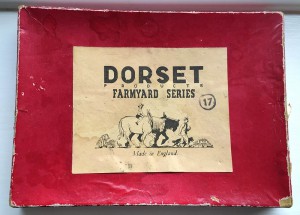 DORSET
PRODUCTS
FARMYARD SERIES
17
Made in England